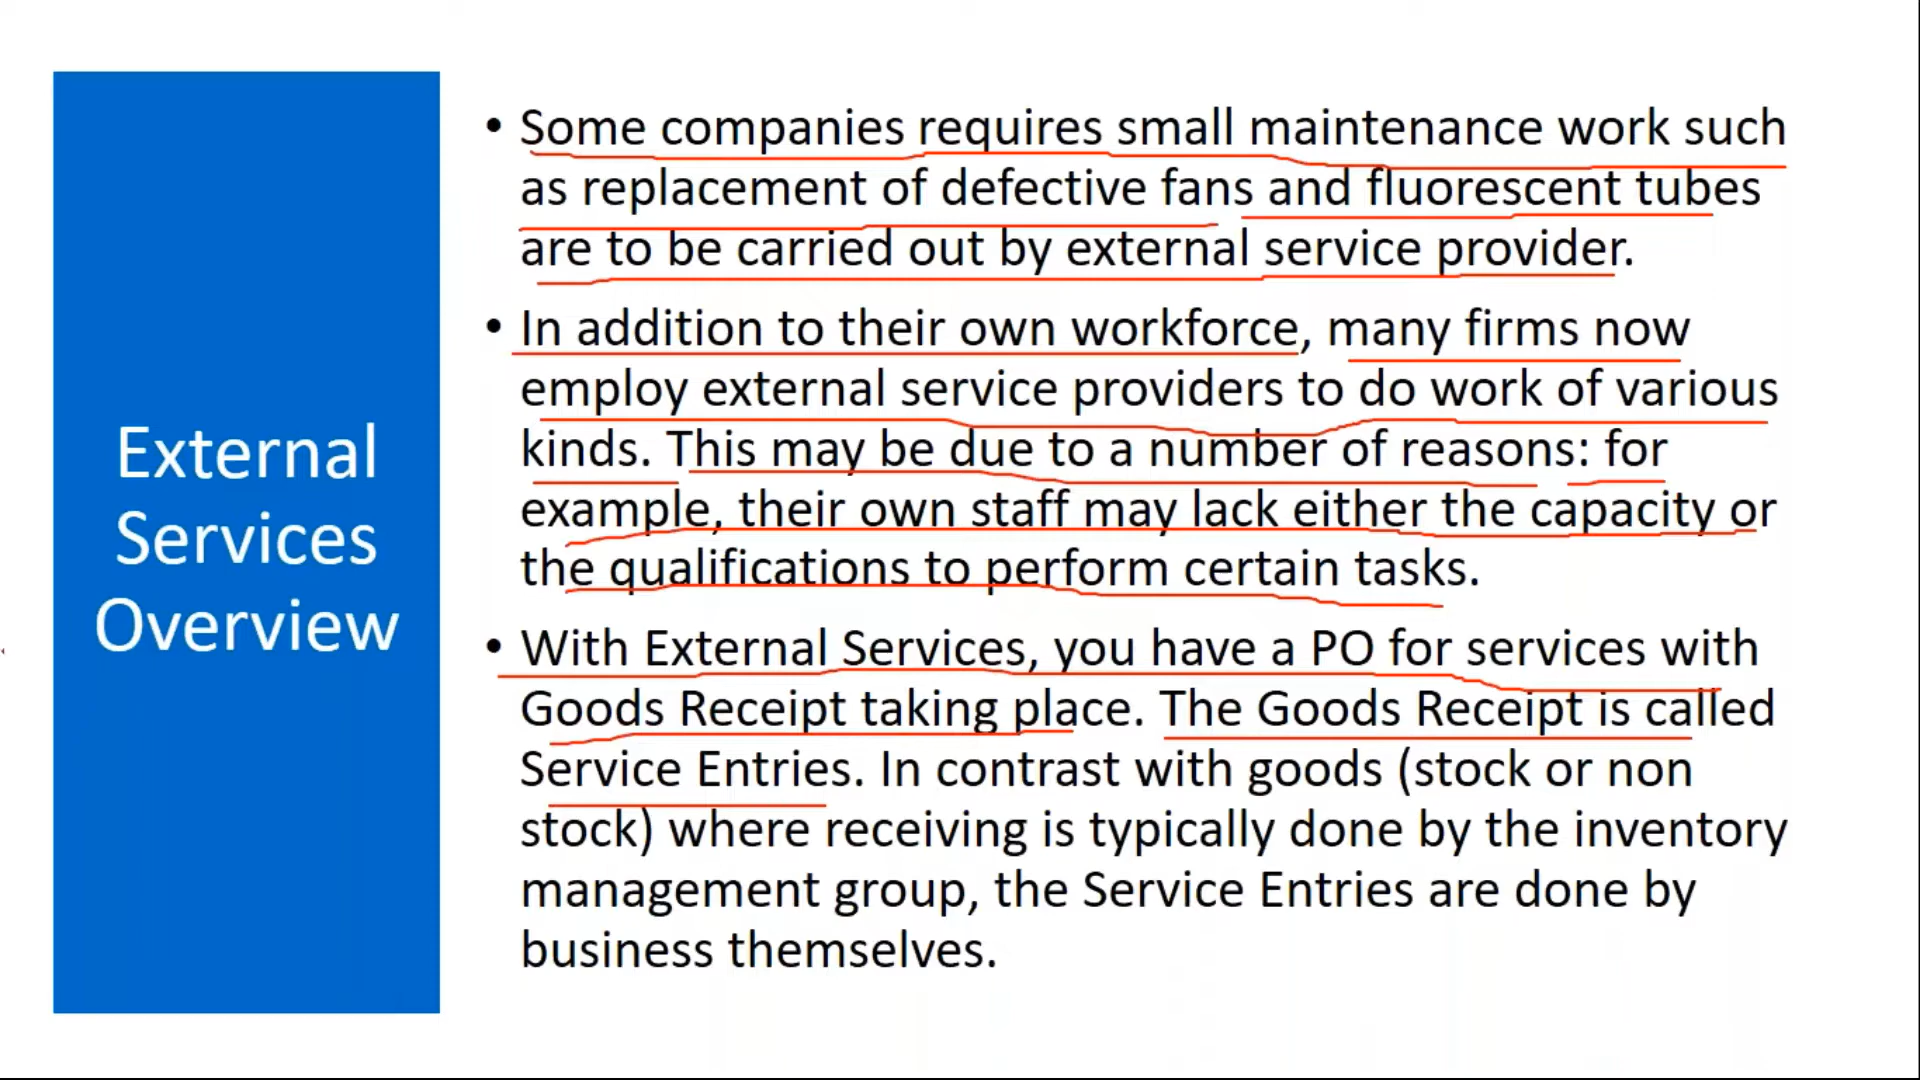 External
Services
Overview
• Some companies requires small maintenance work such
as replacement of defective fans and fluorescent tubes
are to be carried out by external service provider.
• In addition to their own workforce, many firms now
employ external service providers to do work of various
kinds. This may be due to a number of reasons: for
example, their own staff may lack either the capacity or
the qualifications to perform certain tasks.
• With External Services, you have a PO for services with
Goods Receipt taking place. The Goods Receipt is called
Service Entries. In contrast with goods (stock or non
stock) where receiving is typically done by the inventory
management group, the Service Entries are done by
business themselves.